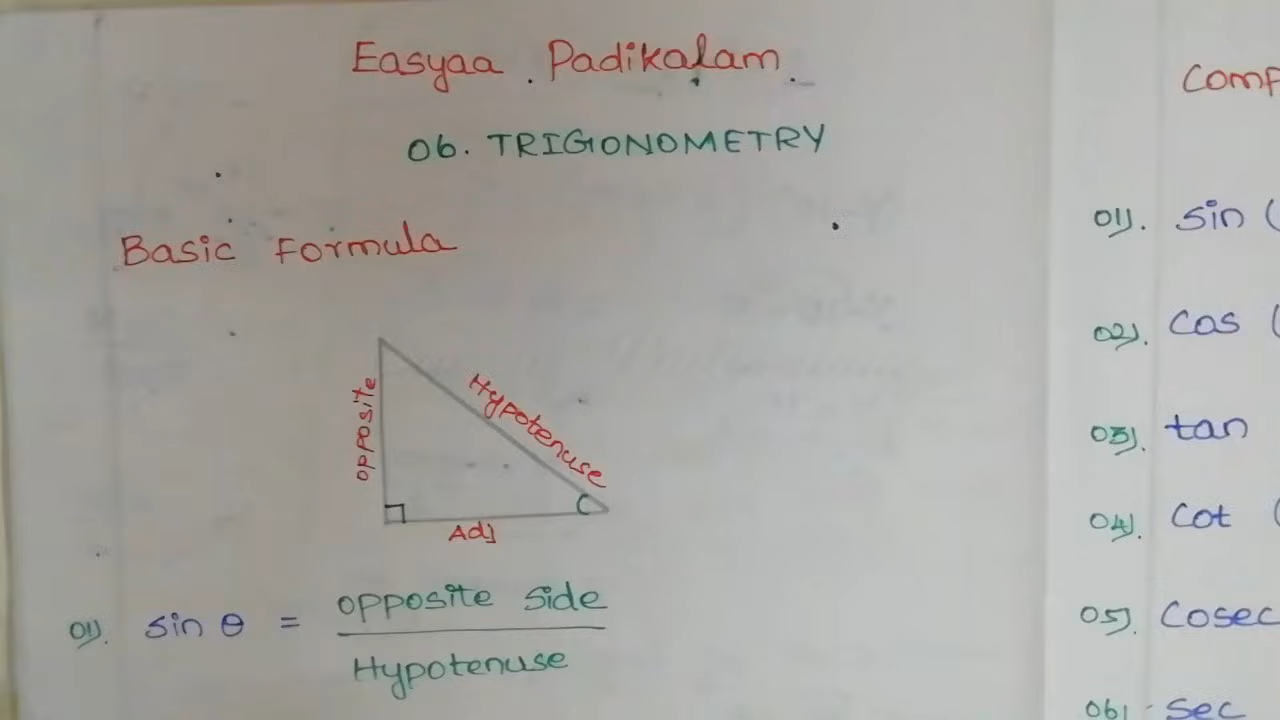 Easyaa . Padikalam
06. TRIGONOMETRY
Basic Formula
opposite
Hypotenuse
Adj
01). sin θ = opposite side
Hypotenuse
01). sin (
02). cos (
03). tan
04). cot (
05). cosec
06). sec